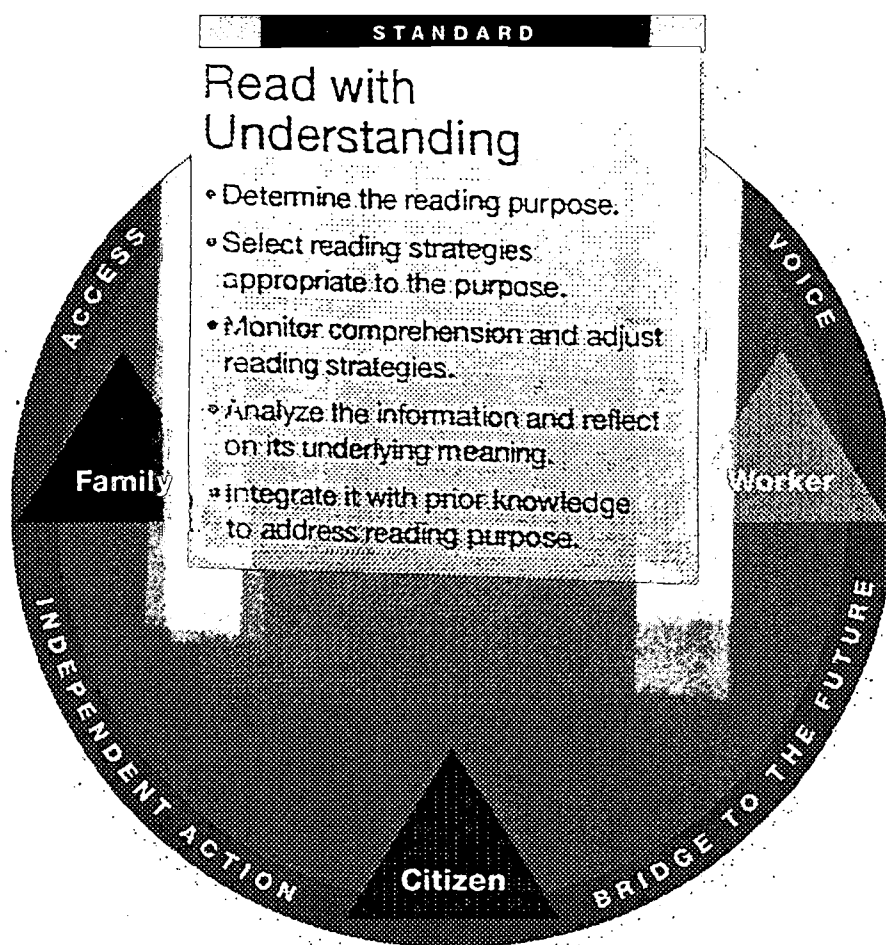 STANDARD
Read with
Understanding
• Determine the reading purpose.
• Select reading strategies
appropriate to the purpose.
• Monitor comprehension and adjust
reading strategies.
• Analyze the information and reflect
on its underlying meaning.
• Integrate it with prior knowledge
to address reading purpose.
ACCESS
VOICE
Family
Worker
INDEPENDENT ACTION
BRIDGE TO THE FUTURE
Citizen